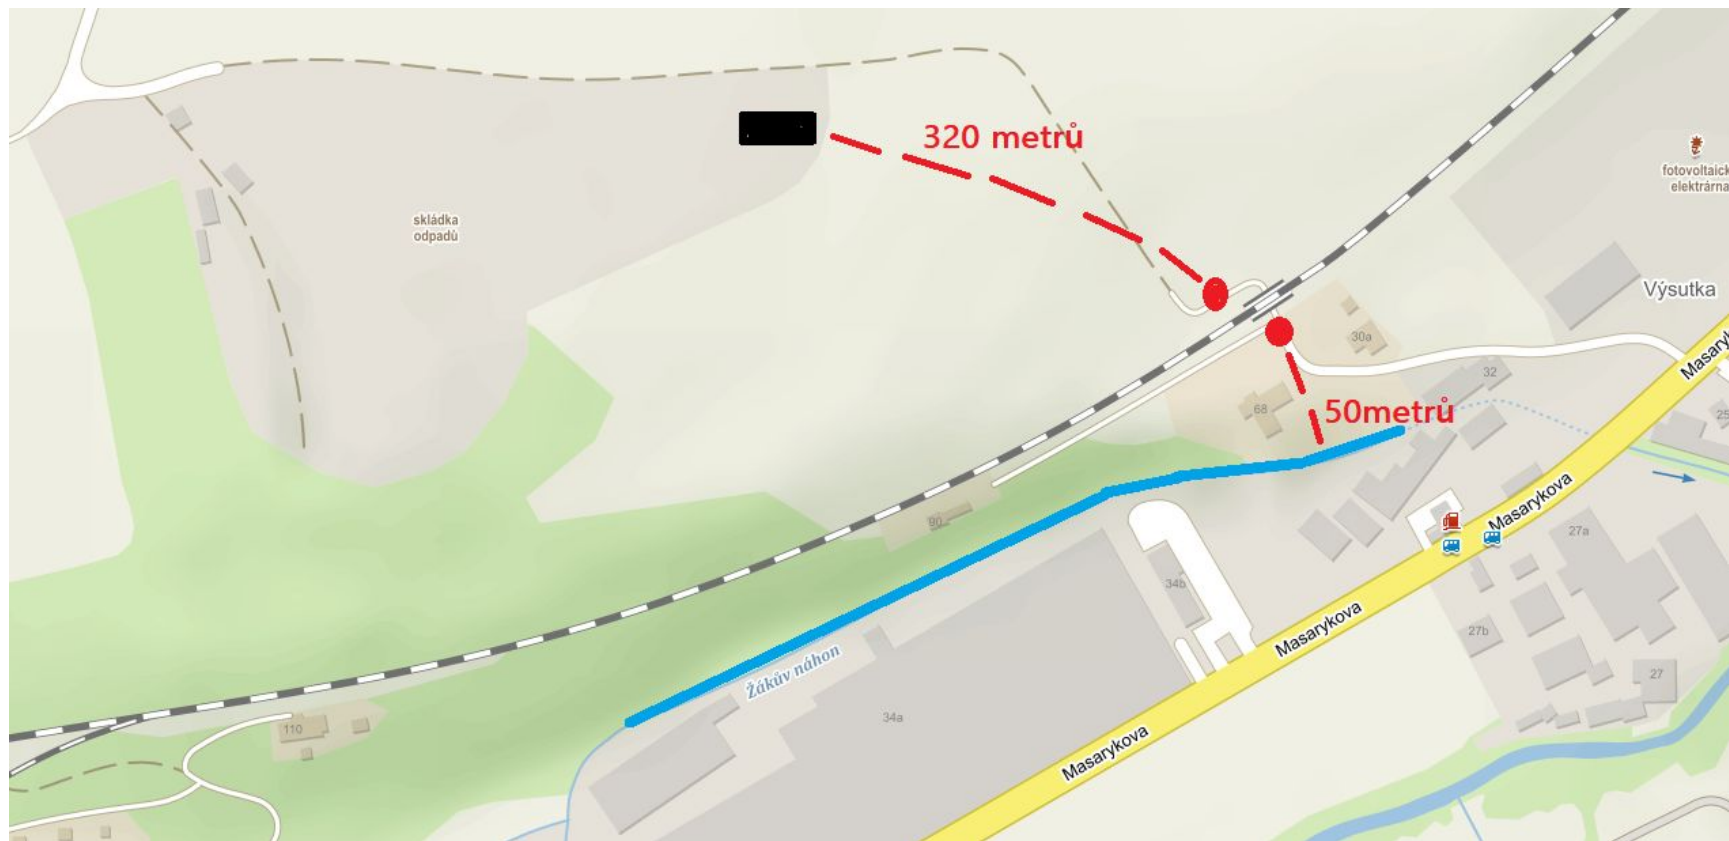 320 metrů
fotovoltaick
elektrárna
skládka
odpadů
Výsutka
30a
Masaryk
32
68
50metrů
25
90
Masarykova
27a
34b
Masarykova
27b
Žákův náhon
27
34a
110
Masarykova